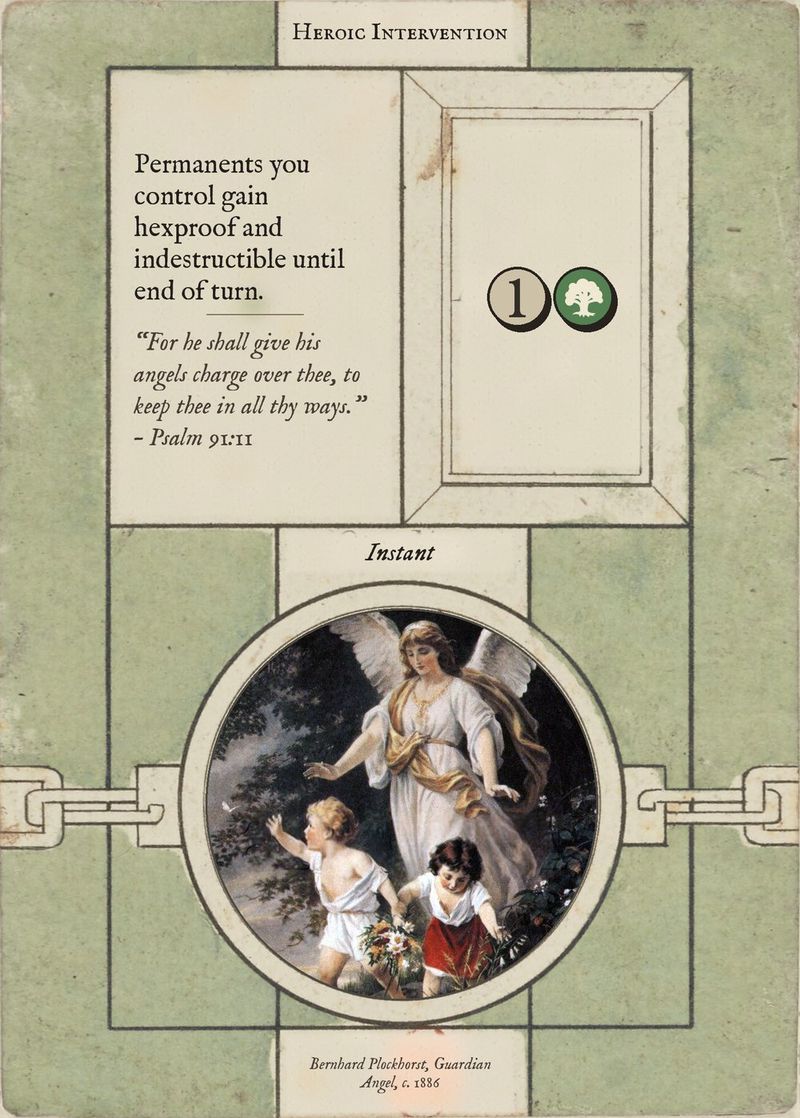 Heroic Intervention
Permanents you
control gain
hexproof and
indestructible until
end of turn.
“For he shall give his
angels charge over thee, to
keep thee in all thy ways.”
– Psalm 91:11
1
Instant
Bernhard Plockhorst, Guardian
Angel, c. 1886